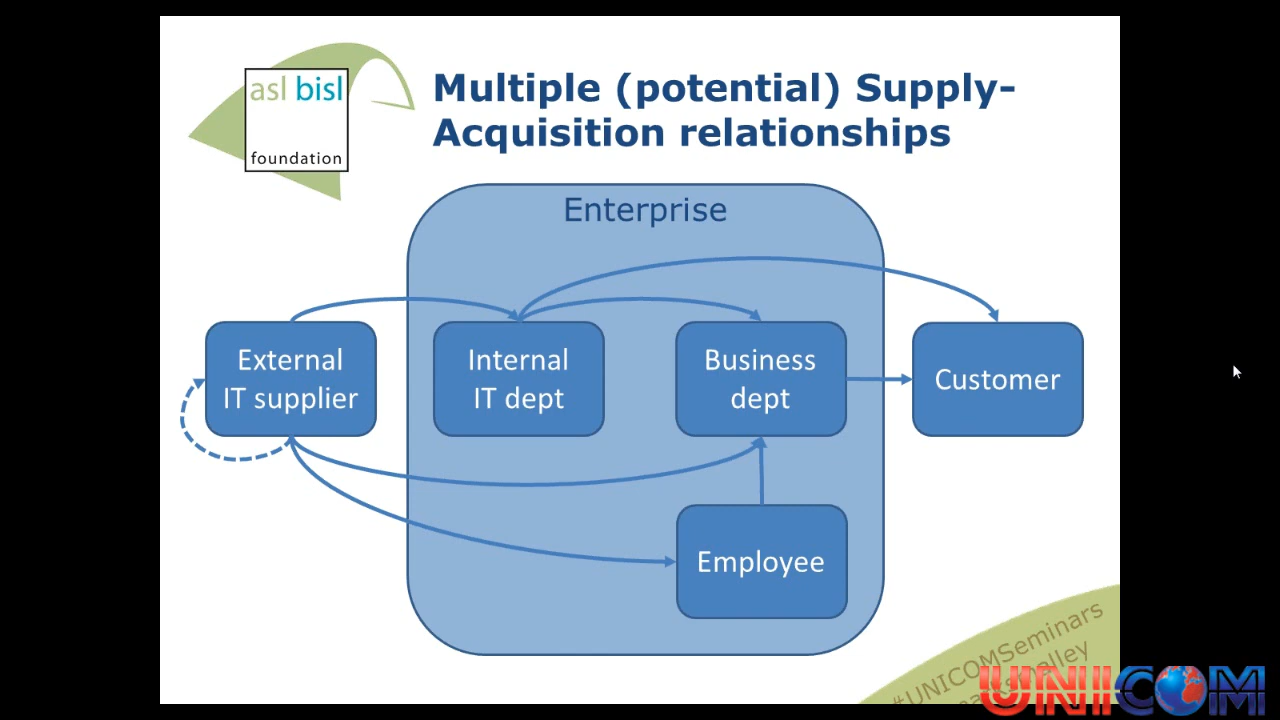 asl bisl
foundation
Multiple (potential) Supply-
Acquisition relationships
Enterprise
External
IT supplier
Internal
IT dept
Business
dept
Customer
Employee
#UNICOMSeminars
UNICOM